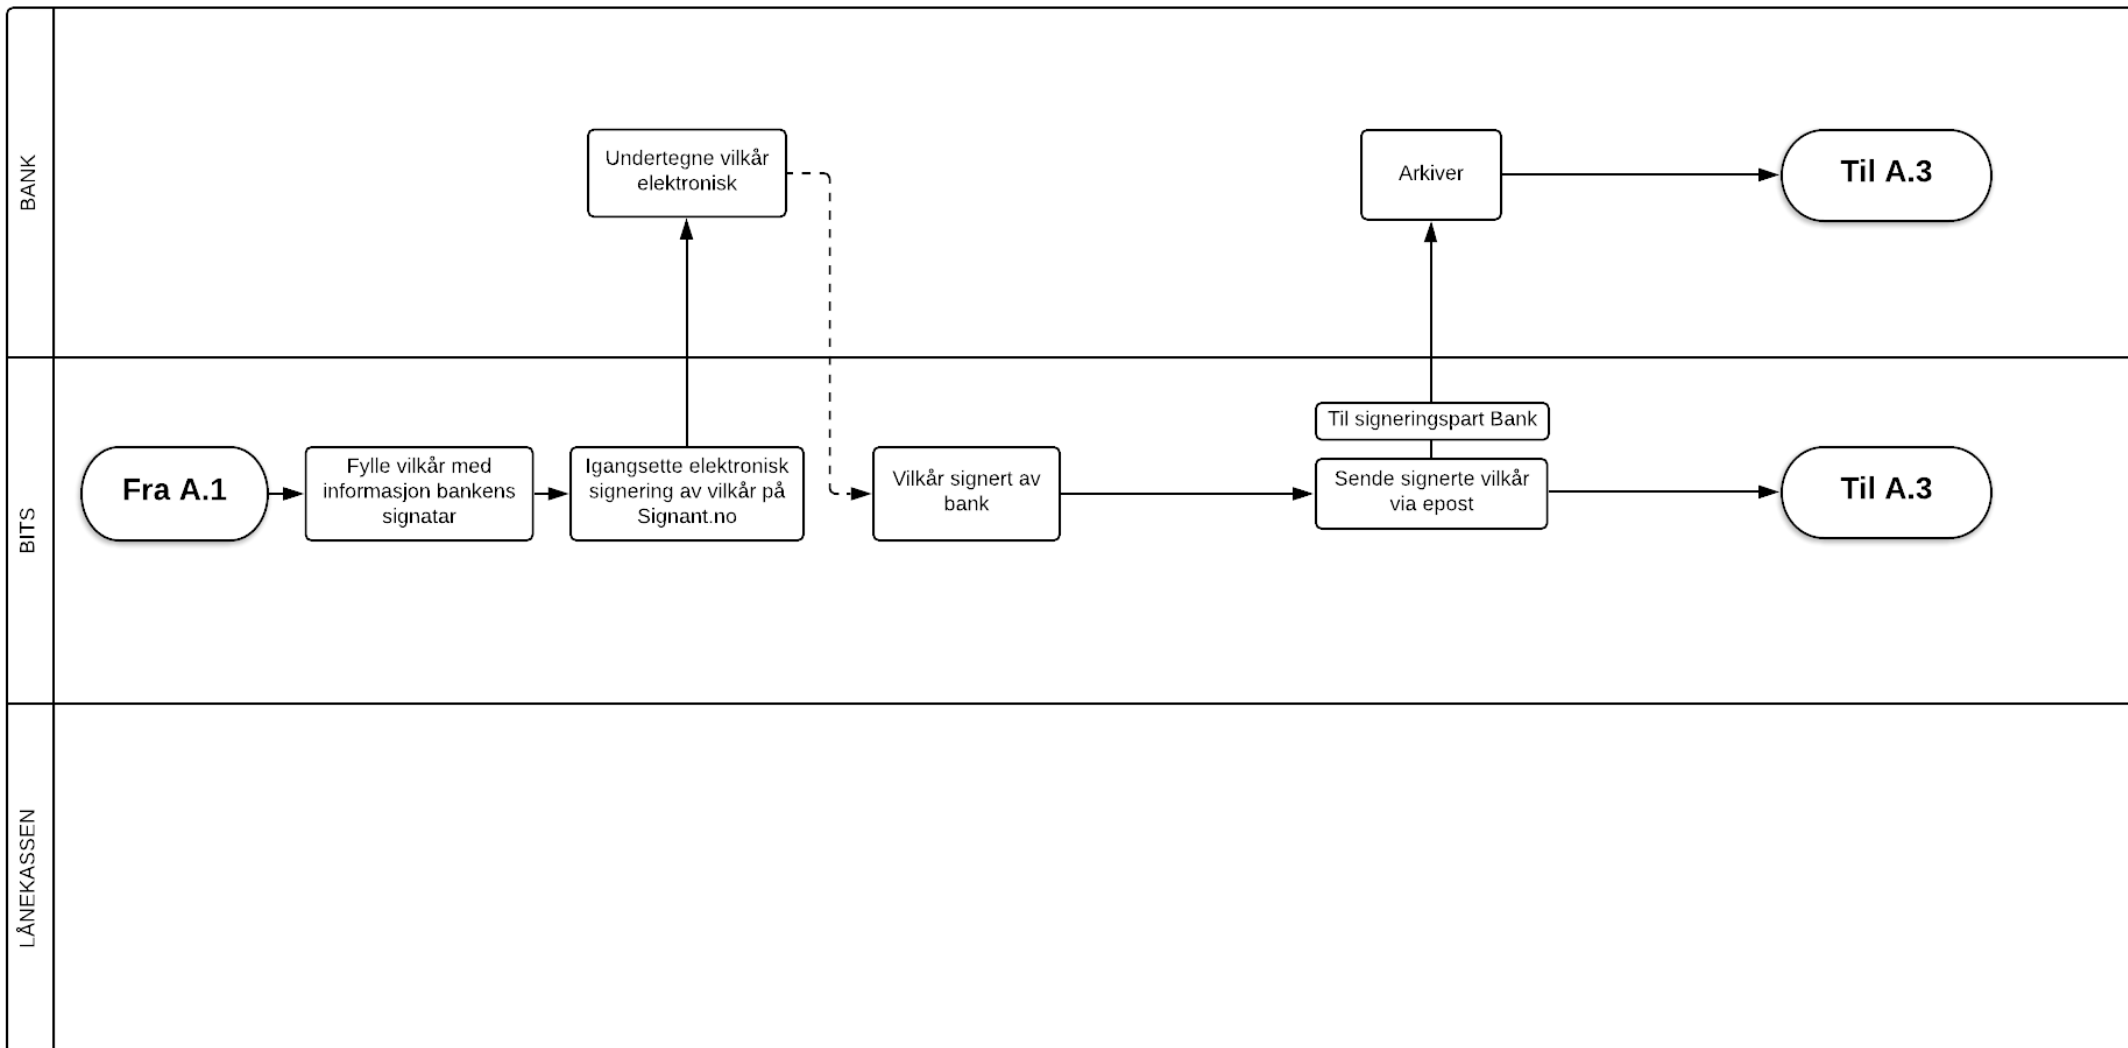 BANK
Undertegne vilkår
elektronisk
Arkiver
Til A.3
BITS
Fra A.1
Fylle vilkår med
informasjon bankens
signatar
Igangsette elektronisk
signering av vilkår på
Signant.no
Vilkår signert av
bank
Til signeringspart Bank
Sende signerte vilkår
via epost
Til A.3
LÅNEKASSEN